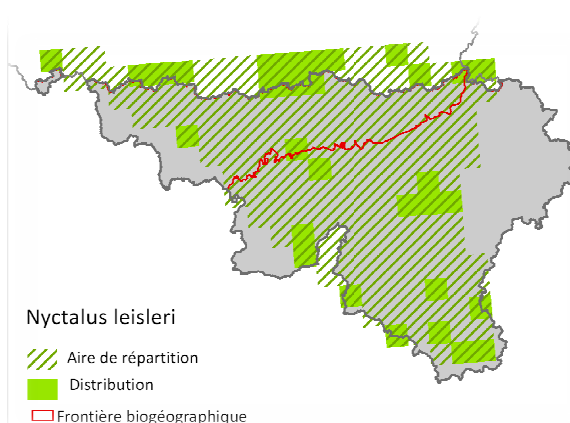 Nyctalus leisleri
Aire de répartition
Distribution
Frontière biogéographique